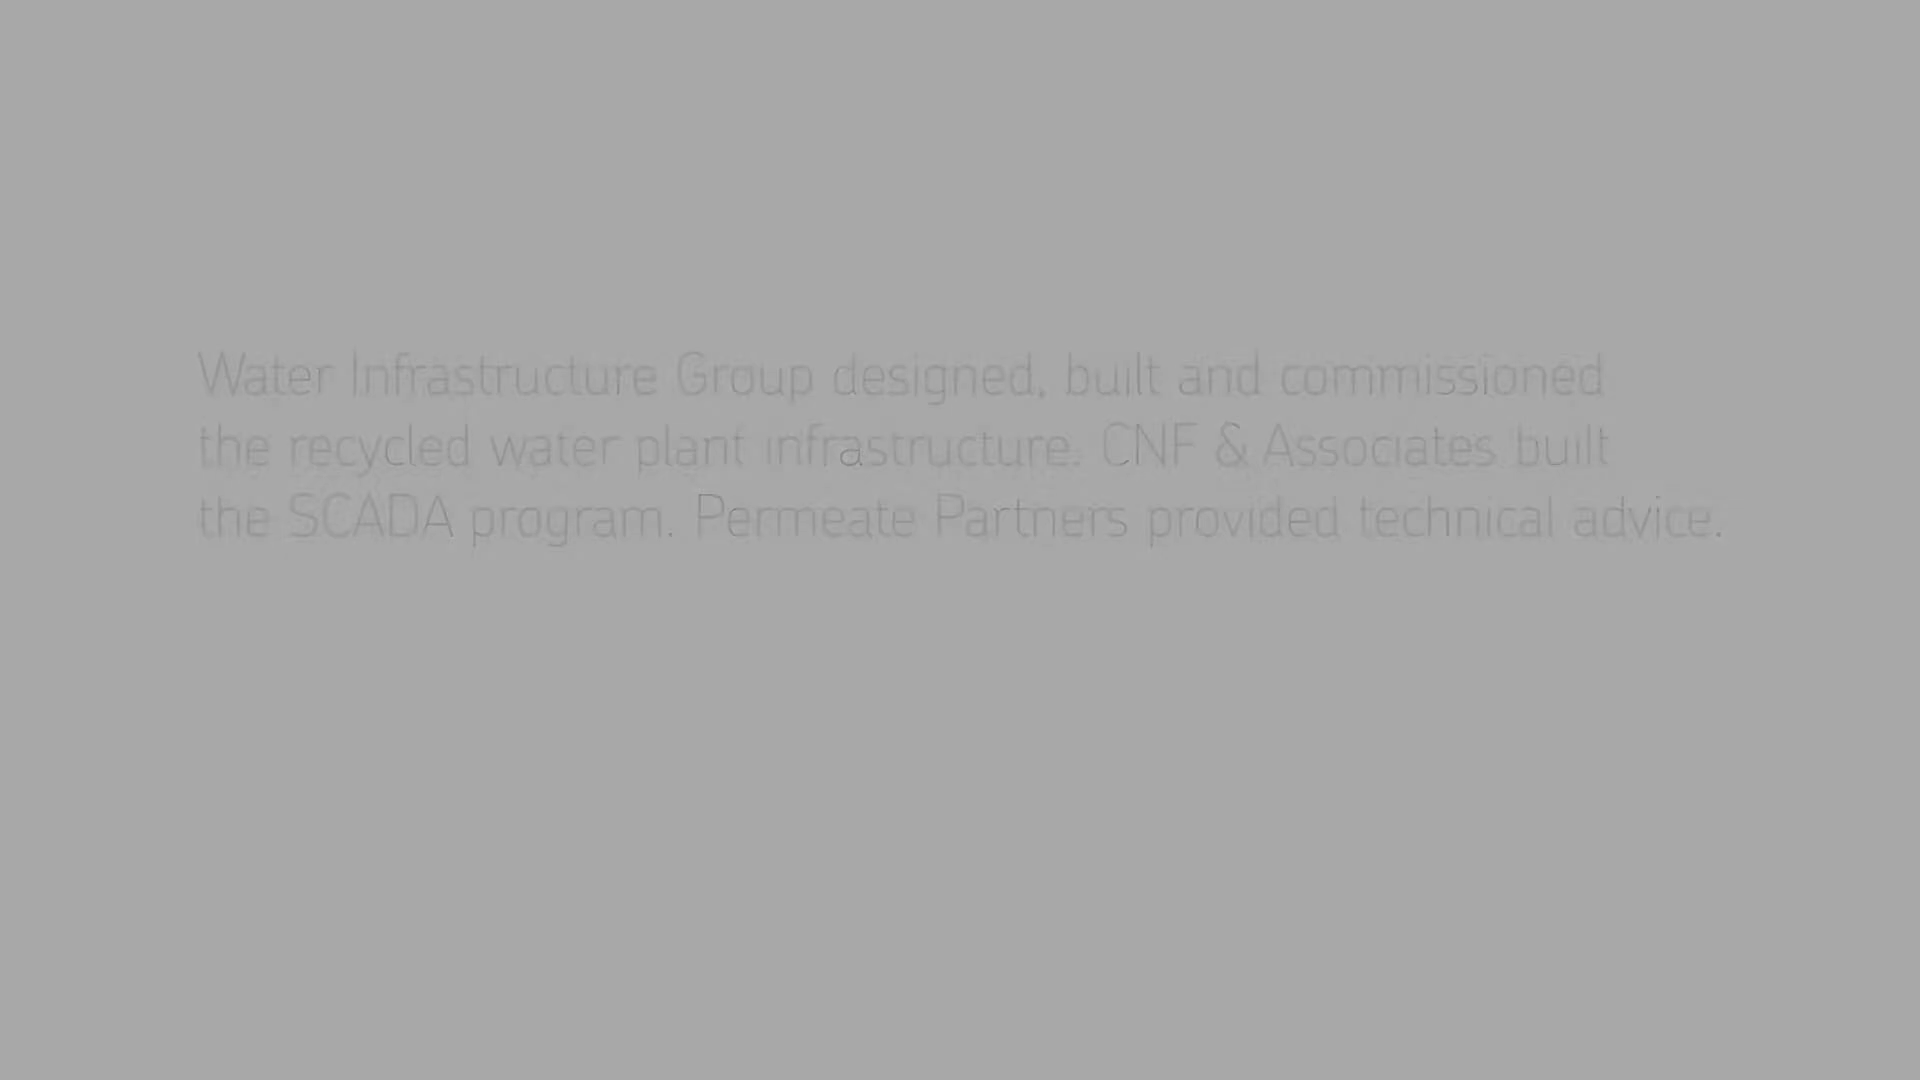 Water Infrastructure Group designed, built and commissioned
the recycled water plant infrastructure. CNF & Associates built
the SCADA program. Permeate Partners provided technical advice.